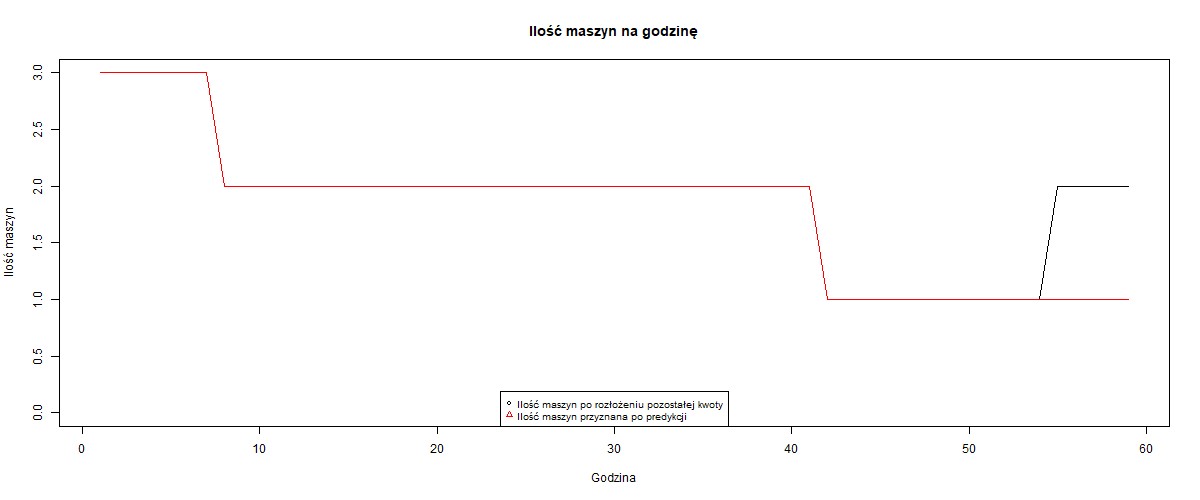 Ilość maszyn na godzinę
Ilość maszyn
3.0
2.5
2.0
1.5
1.0
0.5
0.0
Ilość maszyn po rozłożeniu pozostałej kwoty
Ilość maszyn przyznana po predykcji
0 10 20 30 40 50 60
Godzina